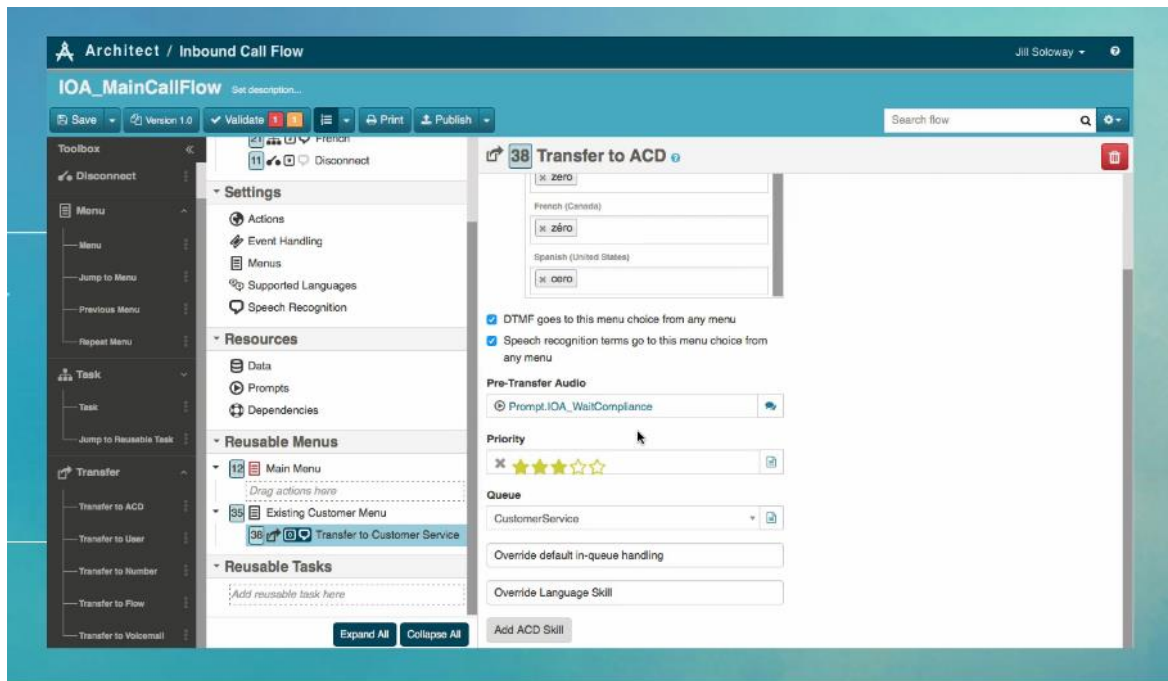 Architect / Inbound Call Flow
Jill Soloway
IOA_MainCallFlow Set description...
Save
Version 1.0
Validate 1 1
Print
Publish
Search flow
Toolbox
Disconnect
Menu
Menu
Jump to Menu
Previous Menu
Repeat Menu
Task
Task
Jump to Reusable Task
Transfer
Transfer to ACD
Transfer to User
Transfer to Number
Transfer to Flow
Transfer to Voicemail
21 French
11 Disconnect
Settings
Actions
Event Handling
Menus
Supported Languages
Speech Recognition
Resources
Data
Prompts
Dependencies
Reusable Menus
12 Main Menu
Drag actions here
35 Existing Customer Menu
38 Transfer to Customer Service
Reusable Tasks
Add reusable task here
Expand All
Collapse All
38 Transfer to ACD
zero
French (Canada)
zéro
Spanish (United States)
cero
DTMF goes to this menu choice from any menu
Speech recognition terms go to this menu choice from
any menu
Pre-Transfer Audio
Prompt.IOA_WaitCompliance
Priority
Queue
CustomerService
Override default in-queue handling
Override Language Skill
Add ACD Skill